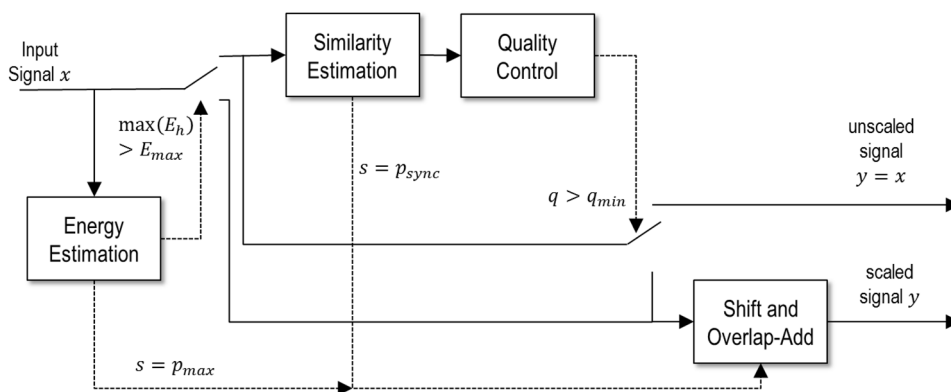 Input
Signal x
Similarity
Estimation
Quality
Control
max(E_h)
> E_max
s = p_sync
unscaled
signal
y = x
q > q_min
Energy
Estimation
scaled
signal y
Shift and
Overlap-Add
s = p_max